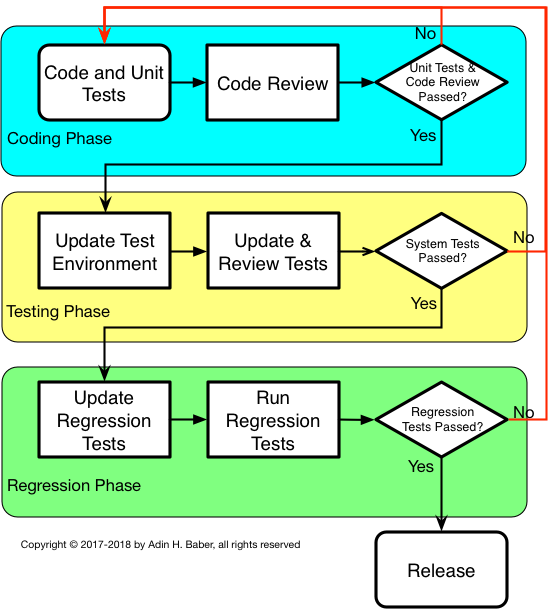 No
Code and Unit
Tests
Code Review
Unit Tests &
Code Review
Passed?
Coding Phase
Yes
Update Test
Environment
Update &
Review Tests
System Tests
Passed?
No
Testing Phase
Yes
Update
Regression
Tests
Run
Regression
Tests
Regression
Tests Passed?
No
Regression Phase
Yes
Copyright © 2017-2018 by Adin H. Baber, all rights reserved
Release